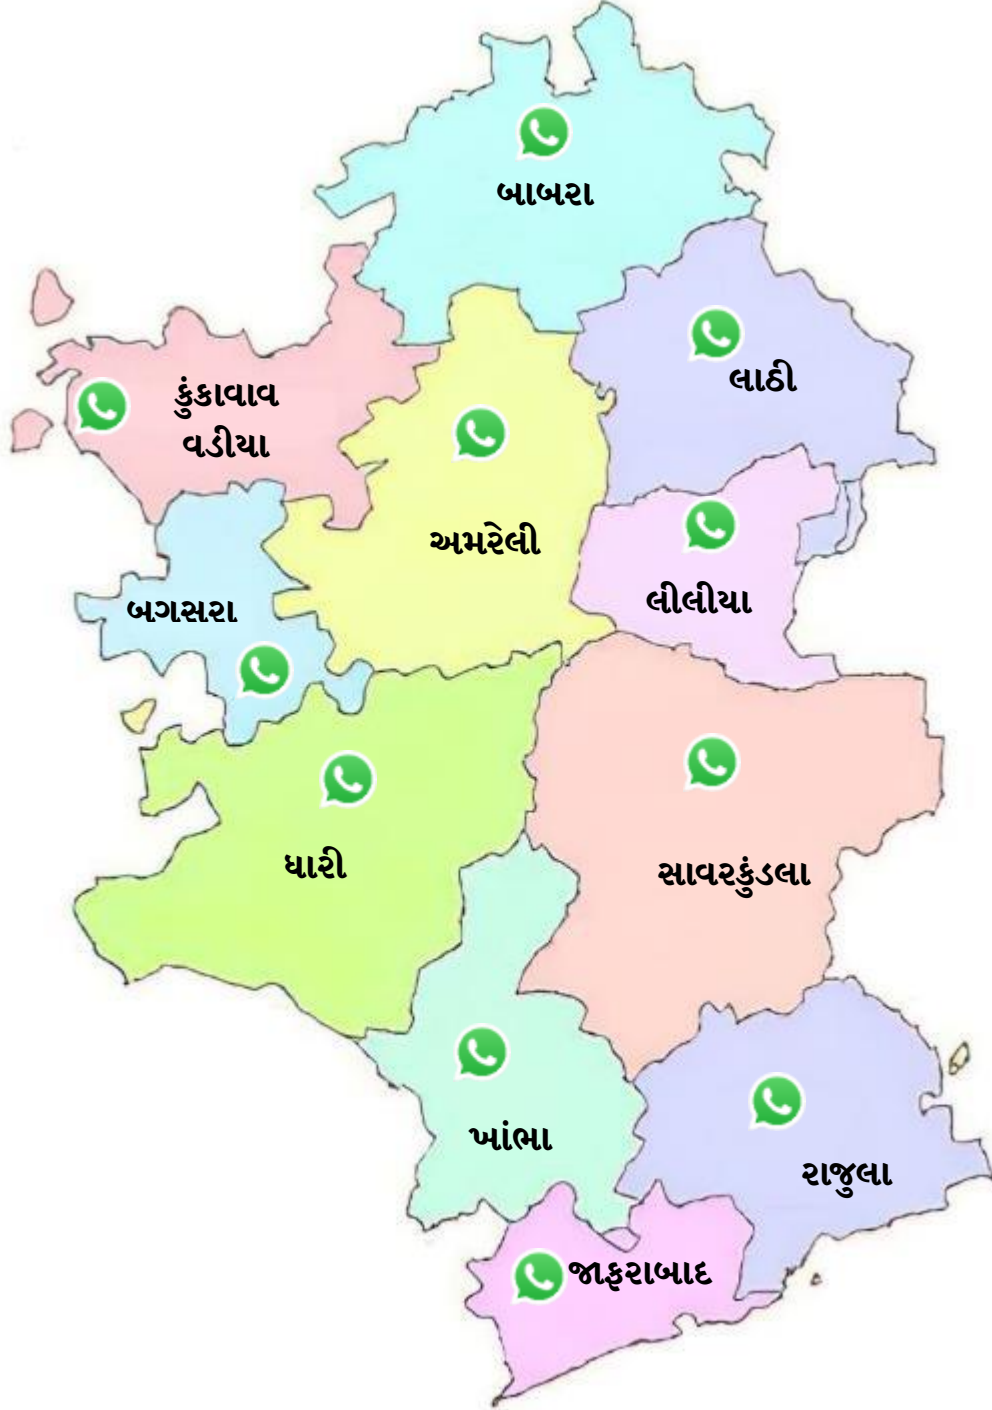 બાબરા
લાઠી
કુંકાવાવ
વડીયા
અમરેલી
લીલીયા
બગસરા
ધારી
સાવરકુંડલા
ખાંભા
રાજુલા
જાફરાબાદ